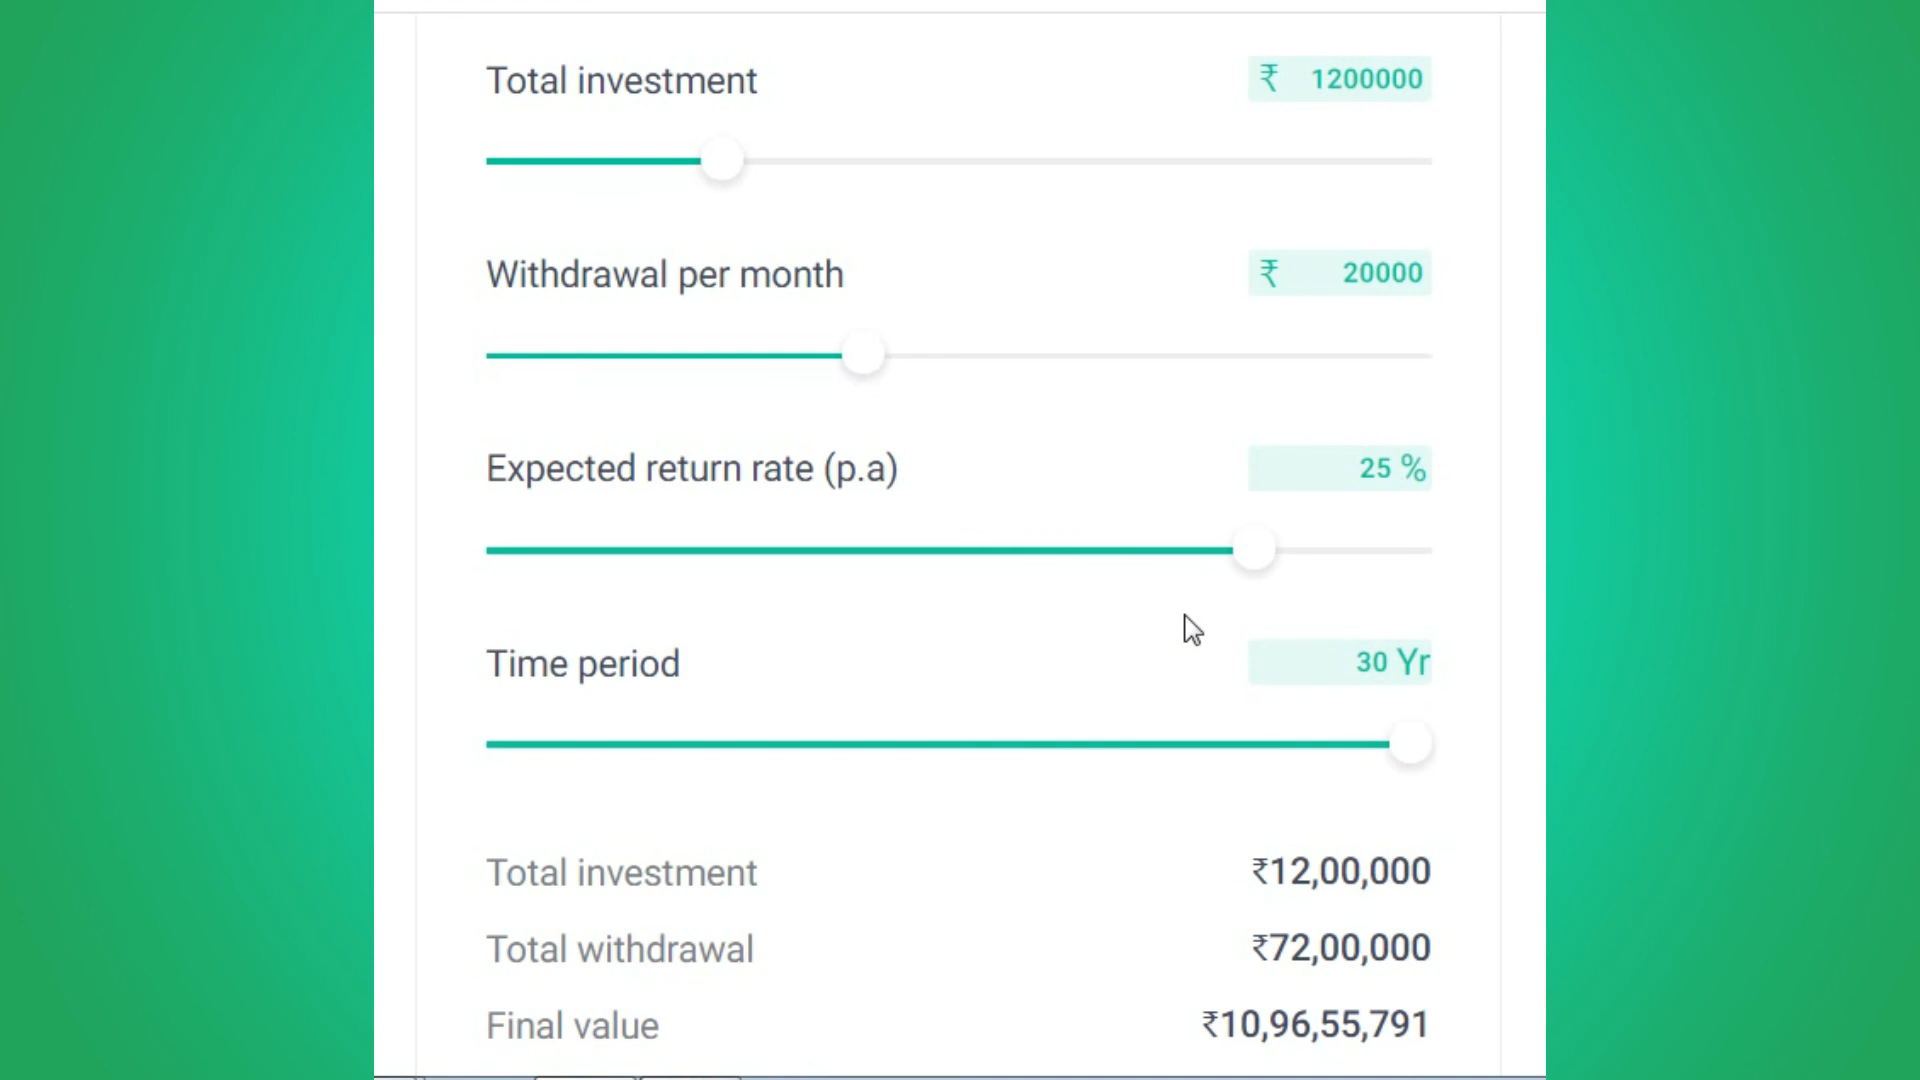 Total investment ₹ 1200000
Withdrawal per month ₹ 20000
Expected return rate (p.a) 25 %
Time period 30 Yr
Total investment ₹12,00,000
Total withdrawal ₹72,00,000
Final value ₹10,96,55,791